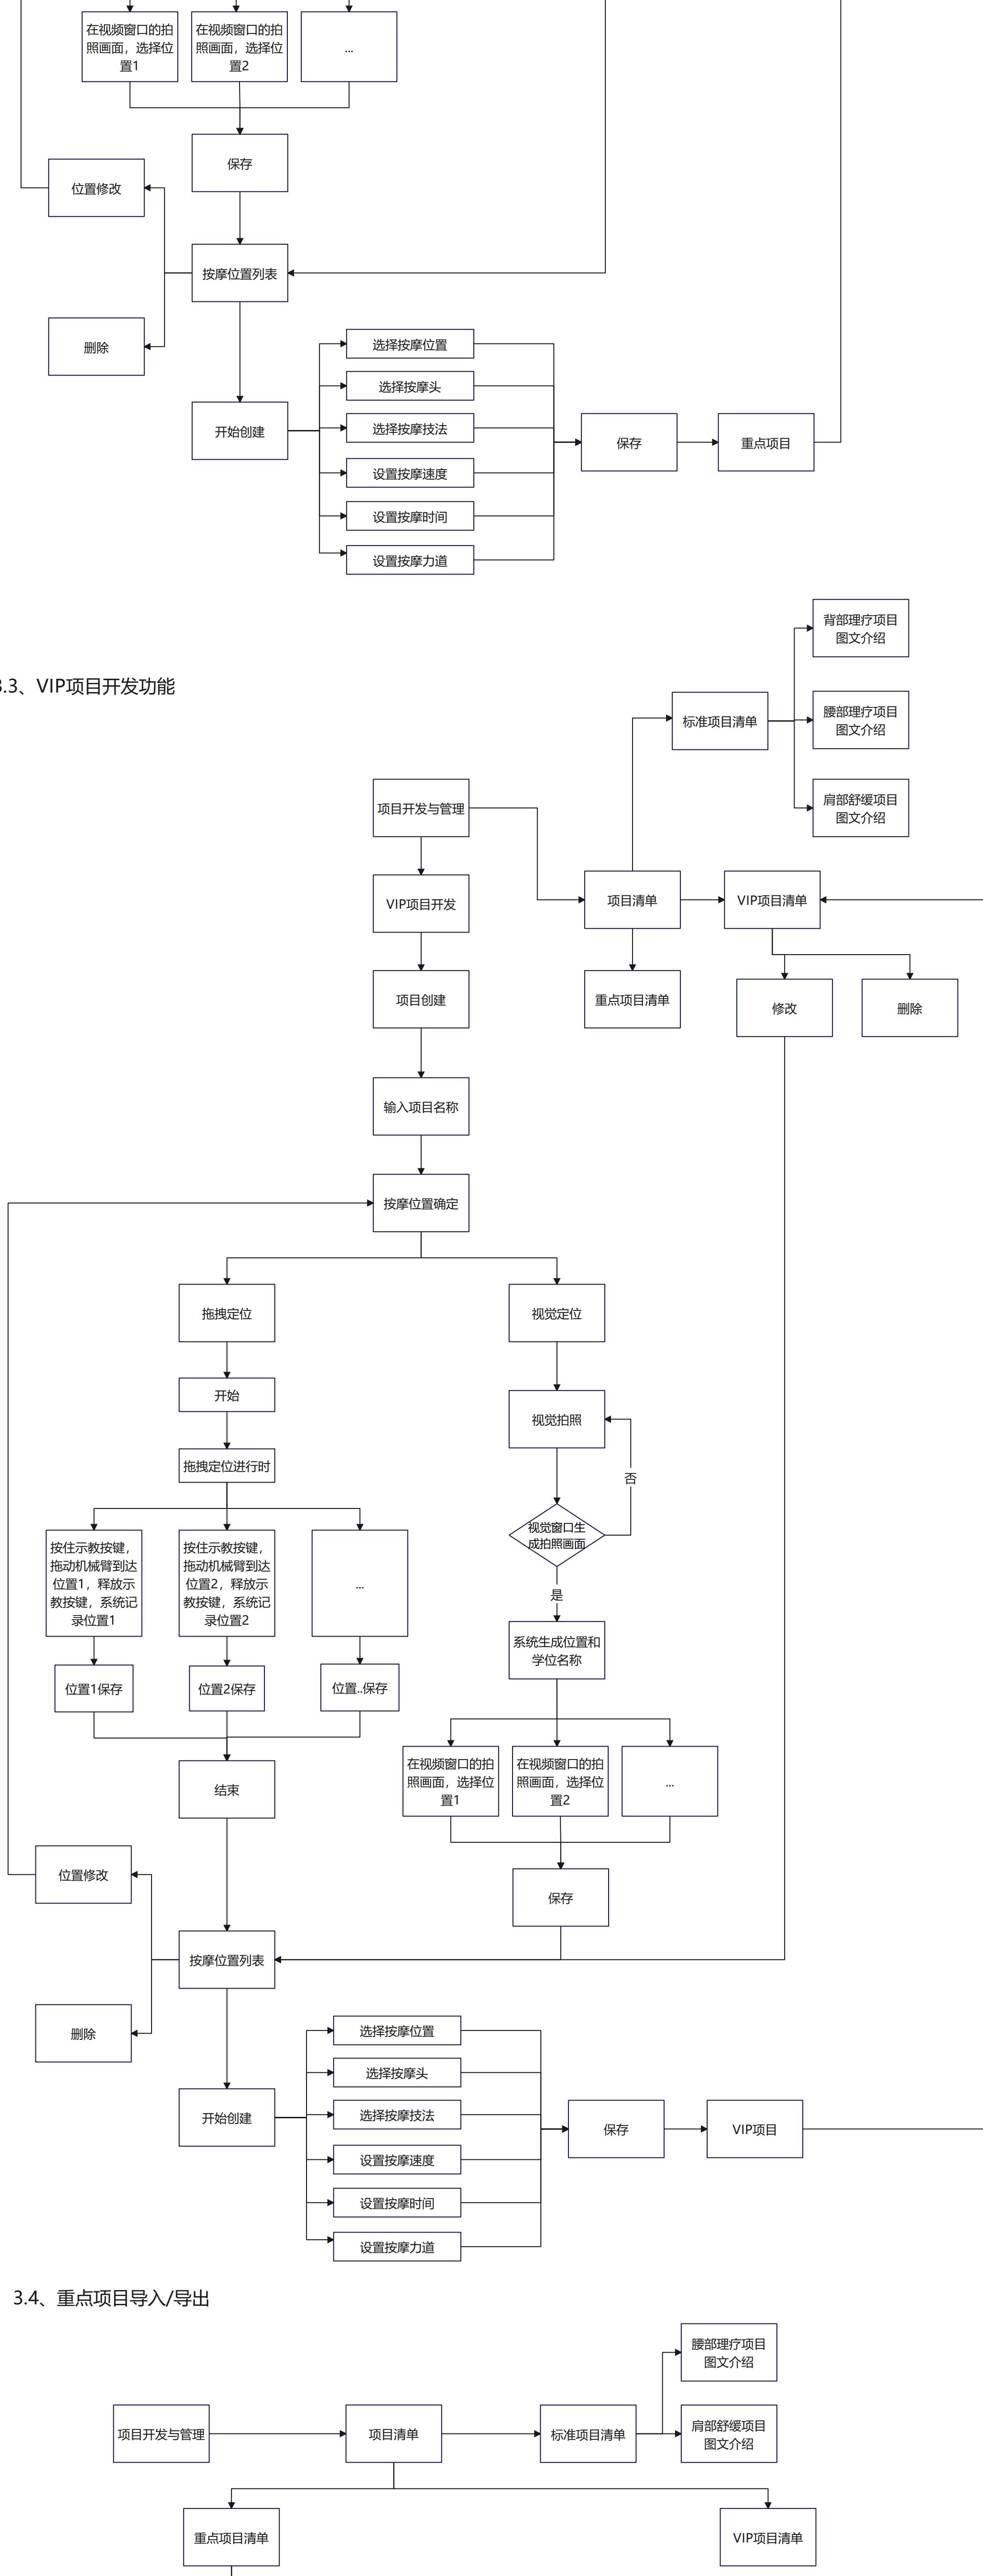 在视频窗口的拍
照画面，选择位
置1
在视频窗口的拍
照画面，选择位
置2
...
保存
位置修改
按摩位置列表
删除
选择按摩位置
选择按摩头
开始创建
选择按摩技法
保存
重点项目
设置按摩速度
设置按摩时间
设置按摩力道
背部理疗项目
图文介绍
3.3、VIP项目开发功能
标准项目清单
腰部理疗项目
图文介绍
项目开发与管理
肩部舒缓项目
图文介绍
VIP项目开发
项目清单
VIP项目清单
项目创建
重点项目清单
修改
删除
输入项目名称
按摩位置确定
拖拽定位
视觉定位
开始
视觉拍照
拖拽定位进行时
否
视觉窗口生
成拍照画面
按住示教按键，
拖动机械臂到达
位置1，释放示
教按键，系统记
录位置1
按住示教按键，
拖动机械臂到达
位置2，释放示
教按键，系统记
录位置2
...
是
系统生成位置和
学位名称
位置1保存
位置2保存
位置..保存
在视频窗口的拍
照画面，选择位
置1
在视频窗口的拍
照画面，选择位
置2
...
结束
位置修改
保存
按摩位置列表
删除
选择按摩位置
选择按摩头
开始创建
选择按摩技法
保存
VIP项目
设置按摩速度
设置按摩时间
设置按摩力道
3.4、重点项目导入/导出
腰部理疗项目
图文介绍
项目开发与管理
项目清单
标准项目清单
肩部舒缓项目
图文介绍
重点项目清单
VIP项目清单